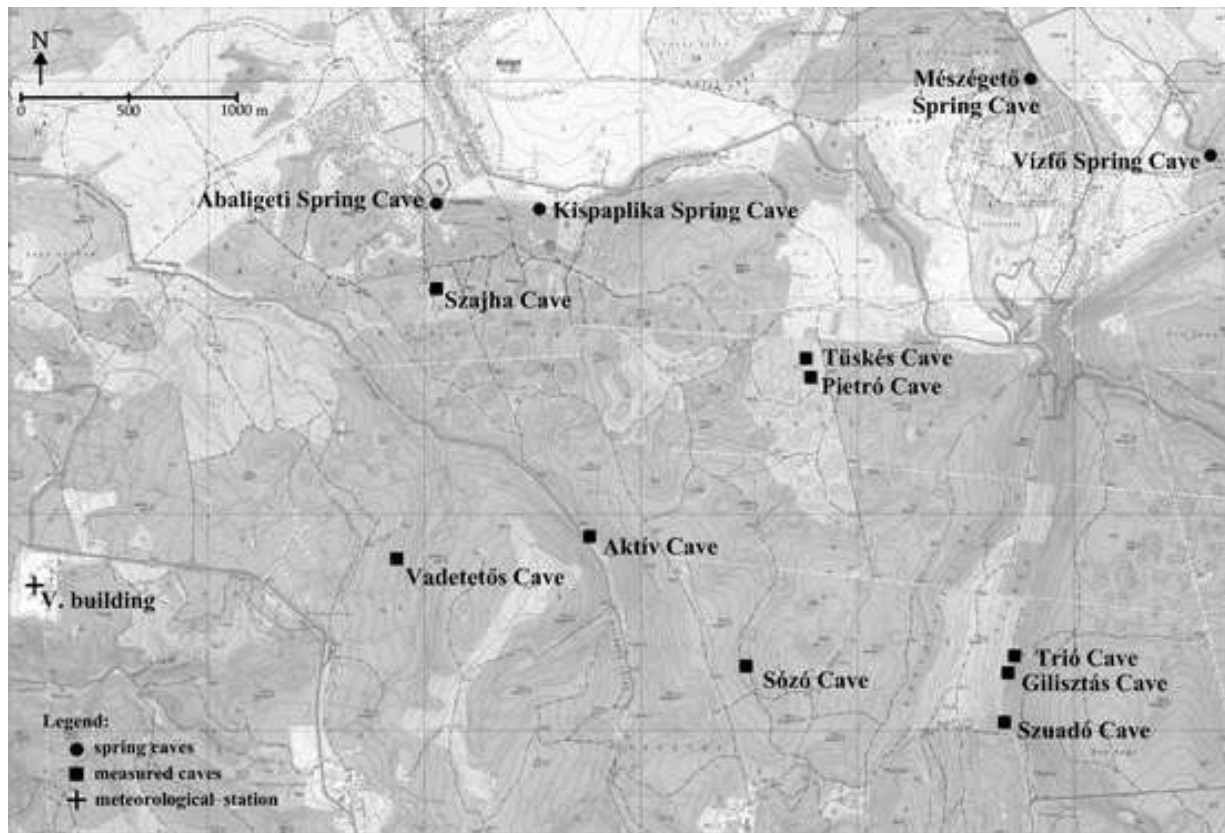 N
0 500 1000 m
Mészégető
Spring Cave
Vízfő Spring Cave
Abaligeti Spring Cave
Kispaplika Spring Cave
Szajha Cave
Tüskés Cave
Pietró Cave
Aktív Cave
Vadetetős Cave
V. building
Trió Cave
Sózó Cave
Gilisztás Cave
Szuadó Cave
Legend:
spring caves
measured caves
meteorological station